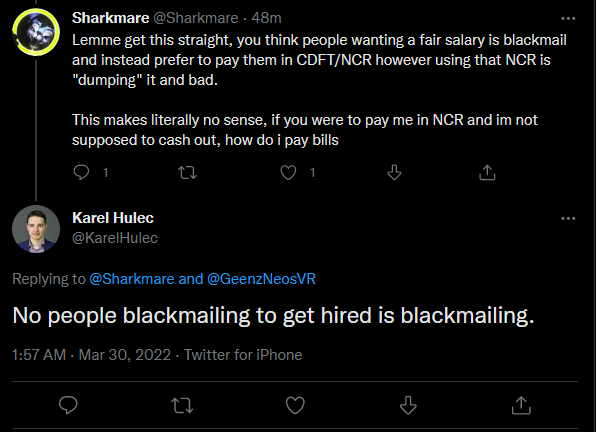 Sharkmare @Sharkmare · 48m
Lemme get this straight, you think people wanting a fair salary is blackmail
and instead prefer to pay them in CDFT/NCR however using that NCR is
"dumping" it and bad.
This makes literally no sense, if you were to pay me in NCR and im not
supposed to cash out, how do i pay bills
1 1
Karel Hulec
@KarelHulec
Replying to @Sharkmare and @GeenzNeosVR
No people blackmailing to get hired is blackmailing.
1:57 AM · Mar 30, 2022 · Twitter for iPhone